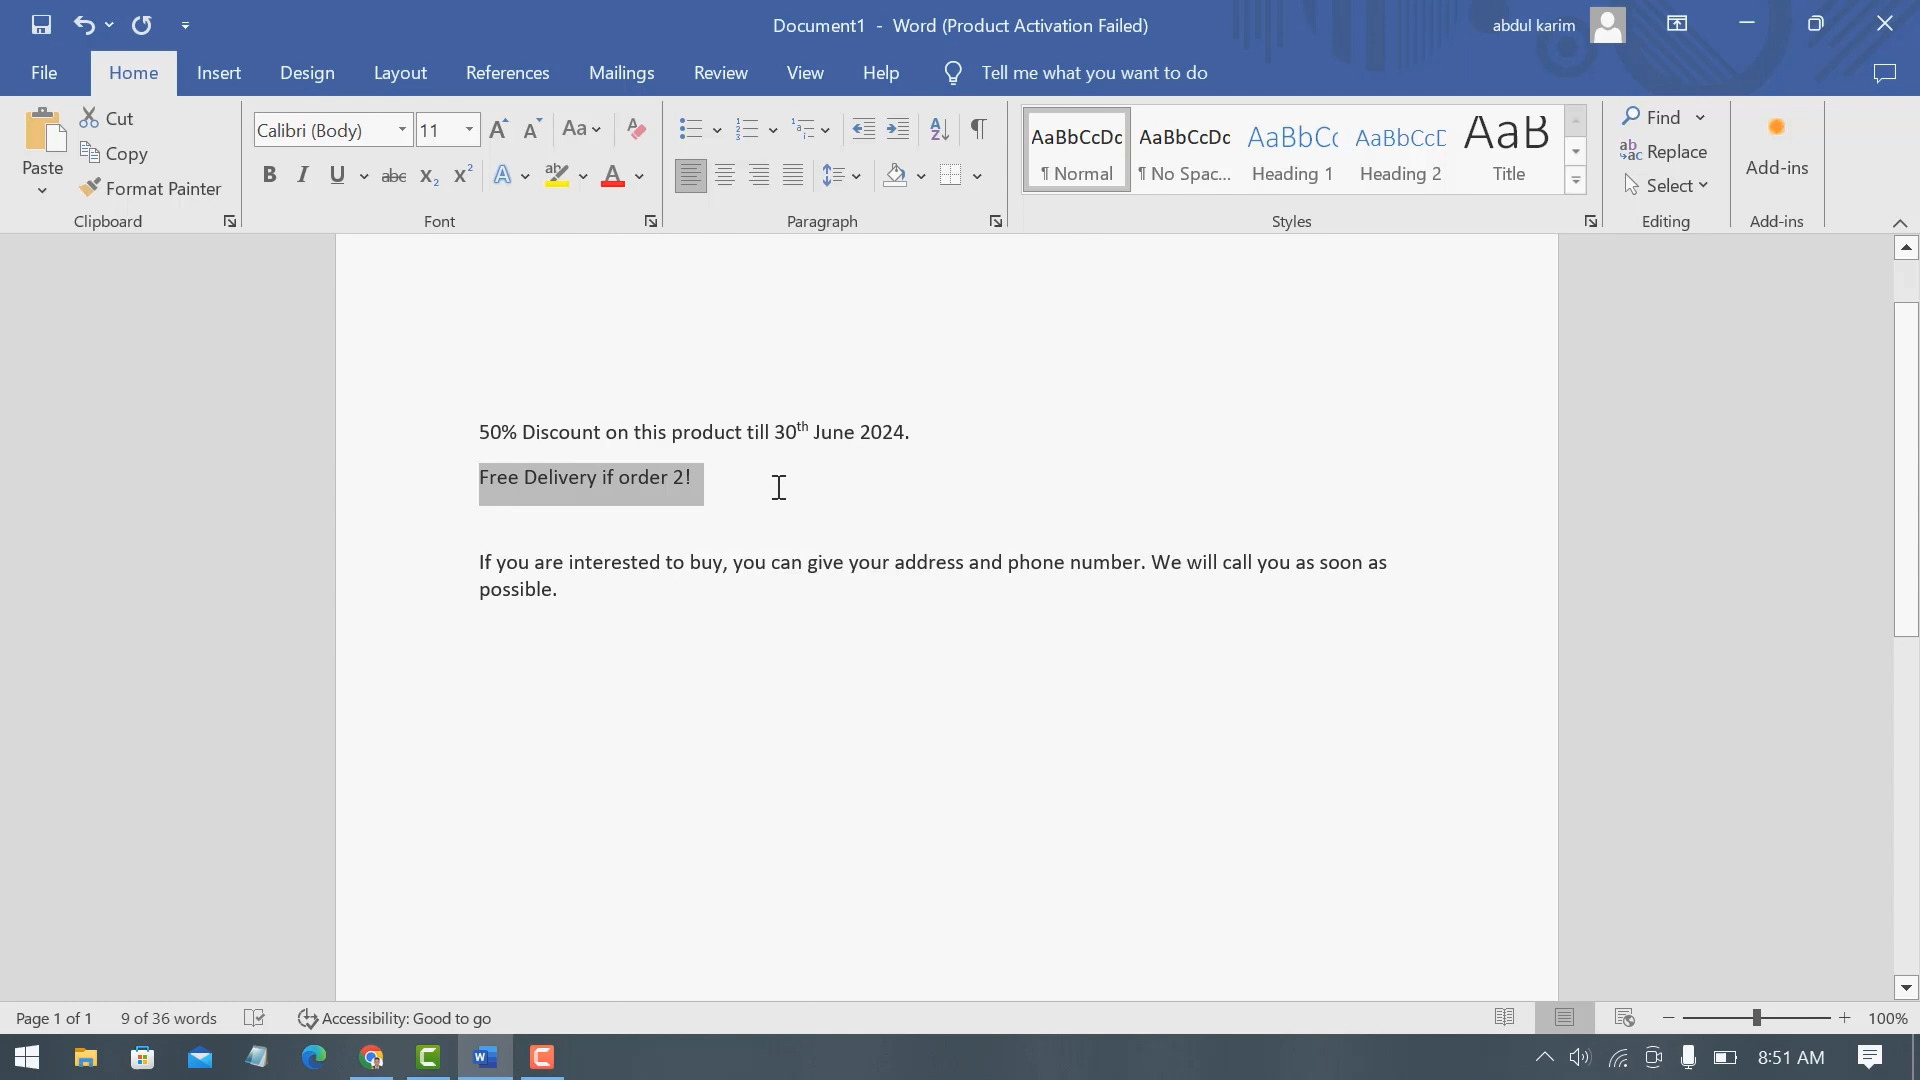 Document1 - Word (Product Activation Failed)
abdul karim
File Home Insert Design Layout References Mailings Review View Help Tell me what you want to do
Paste
Cut
Copy
Format Painter
Clipboard
Calibri (Body) 11
Font
Paragraph
AaBbCcDc AaBbCcDc AaBbCc AaBbCcE AaB
¶ Normal ¶ No Spac... Heading 1 Heading 2 Title
Styles
Find
Replace
Select
Editing
Add-ins
Add-ins
50% Discount on this product till 30th June 2024.
Free Delivery if order 2!
If you are interested to buy, you can give your address and phone number. We will call you as soon as
possible.
Page 1 of 1 9 of 36 words Accessibility: Good to go 100%
8:51 AM